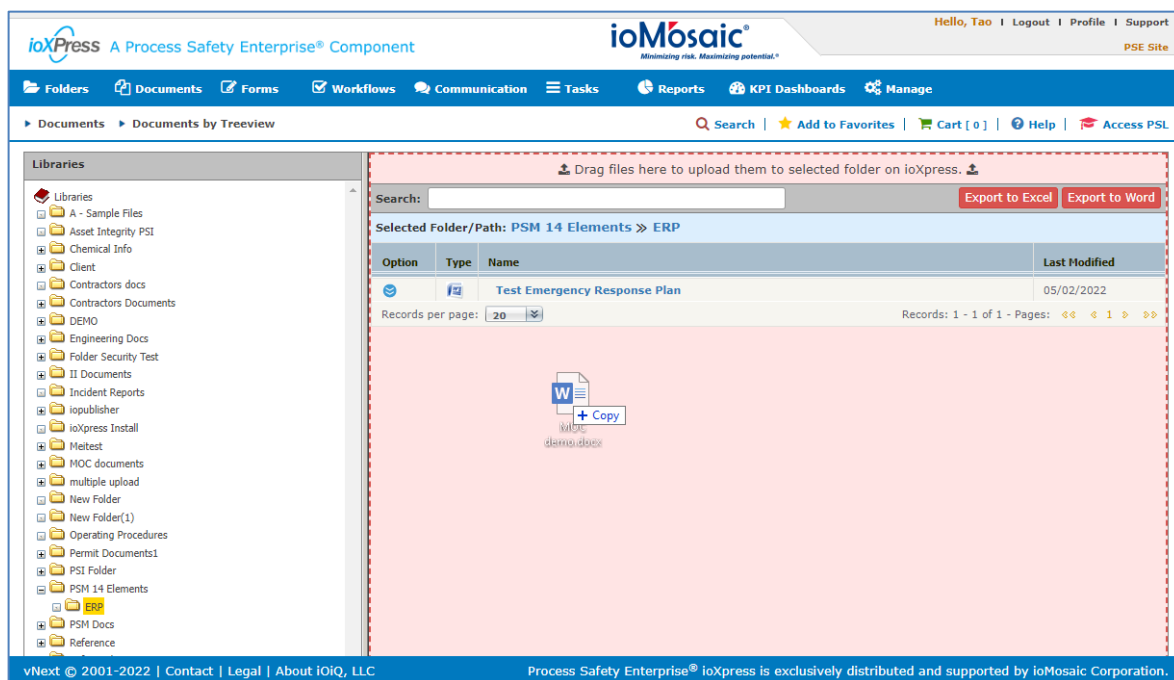 Hello, Tao | Logout | Profile | Support
ioXPress A Process Safety Enterprise® Component
ioMosaic®
Minimizing risk. Maximizing potential.®
PSE Site
Folders Documents Forms Workflows Communication Tasks Reports KPI Dashboards Manage
Documents Documents by Treeview
Search | Add to Favorites | Cart [ 0 ] | Help | Access PSL
Libraries
Libraries
A - Sample Files
Asset Integrity PSI
Chemical Info
Client
Contractors docs
Contractors Documents
DEMO
Engineering Docs
Folder Security Test
II Documents
Incident Reports
iopublisher
ioXpress Install
Meitest
MOC documents
multiple upload
New Folder
New Folder(1)
Operating Procedures
Permit Documents1
PSI Folder
PSM 14 Elements
ERP
PSM Docs
Reference
Drag files here to upload them to selected folder on ioXpress.
Search: Export to Excel Export to Word
Selected Folder/Path: PSM 14 Elements » ERP
Option Type Name Last Modified
Test Emergency Response Plan 05/02/2022
Records per page: 20 Records: 1 - 1 of 1 - Pages: 1
W
+ Copy
MOC
demo.docx
vNext © 2001-2022 | Contact | Legal | About iOiQ, LLC
Process Safety Enterprise® ioXpress is exclusively distributed and supported by ioMosaic Corporation.